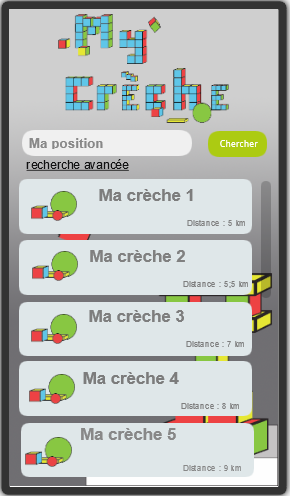 My
crèche
Ma position
Chercher
recherche avancée
Ma crèche 1
Distance : 5 km
Ma crèche 2
Distance : 5;5 km
Ma crèche 3
Distance : 7 km
Ma crèche 4
Distance : 8 km
Ma crèche 5
Distance : 9 km